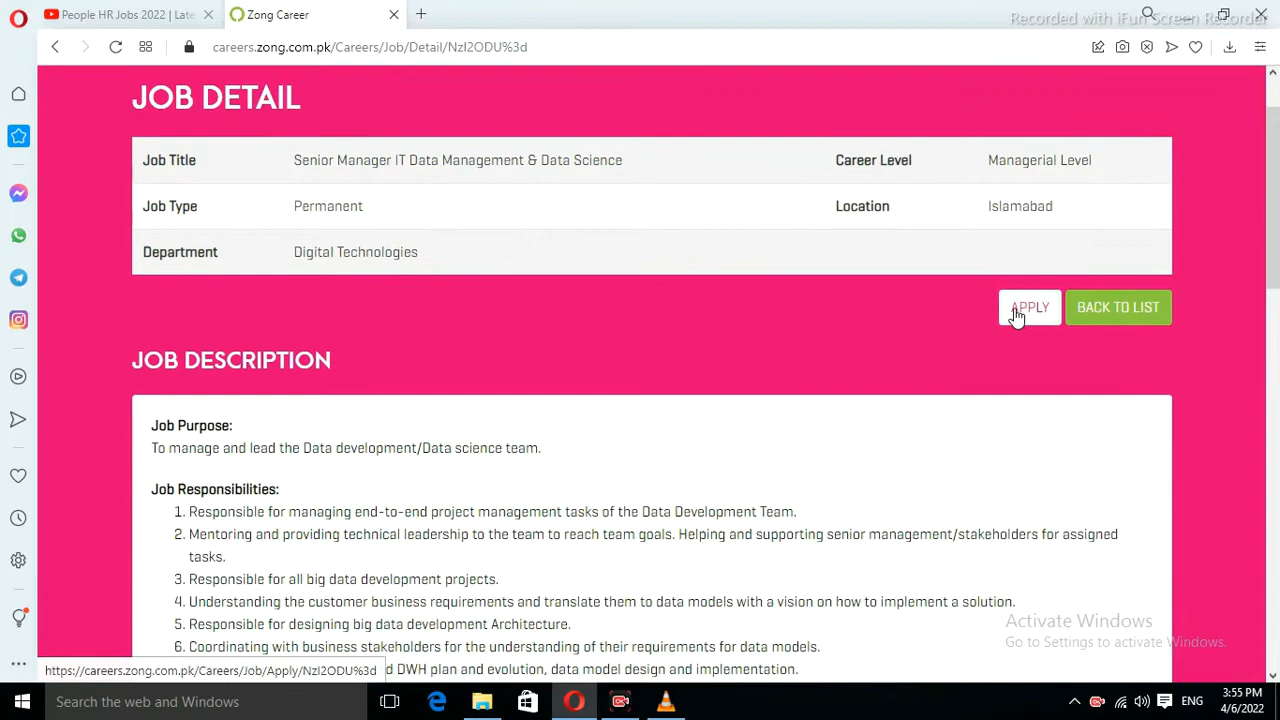 People HR Jobs 2022 | Late
Zong Career
Recorded with iFun Screen Recorder
careers.zong.com.pk/Careers/Job/Detail/NzI2ODU%3d
JOB DETAIL
Job Title Senior Manager IT Data Management & Data Science Career Level Managerial Level
Job Type Permanent Location Islamabad
Department Digital Technologies
APPLY BACK TO LIST
JOB DESCRIPTION
Job Purpose:
To manage and lead the Data development/Data science team.
Job Responsibilities:
1. Responsible for managing end-to-end project management tasks of the Data Development Team.
2. Mentoring and providing technical leadership to the team to reach team goals. Helping and supporting senior management/stakeholders for assigned
tasks.
3. Responsible for all big data development projects.
4. Understanding the customer business requirements and translate them to data models with a vision on how to implement a solution.
5. Responsible for designing big data development Architecture.
6. Coordinating with business stakeholders for the understanding of their requirements for data models.
DWH plan and evolution, data model design and implementation.
Activate Windows
Go to Settings to activate Windows.
https://careers.zong.com.pk/Careers/Job/Apply/NzI2ODU%3d
Search the web and Windows
ENG
3:55 PM
4/6/2022